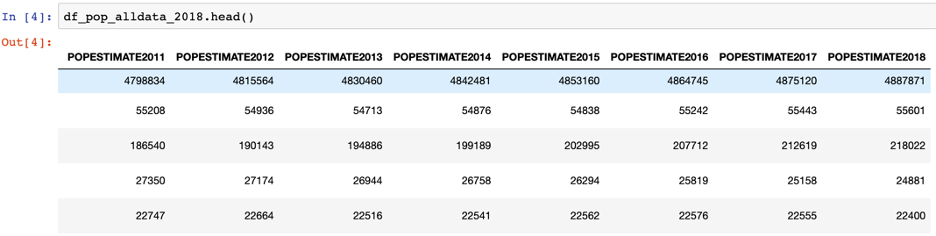 In [4]: df_pop_alldata_2018.head()
Out[4]:
POPESTIMATE2011 POPESTIMATE2012 POPESTIMATE2013 POPESTIMATE2014 POPESTIMATE2015 POPESTIMATE2016 POPESTIMATE2017 POPESTIMATE2018
4798834 4815564 4830460 4842481 4853160 4864745 4875120 4887871
55208 54936 54713 54876 54838 55242 55443 55601
186540 190143 194886 199189 202995 207712 212619 218022
27350 27174 26944 26758 26294 25819 25158 24881
22747 22664 22516 22541 22562 22576 22555 22400